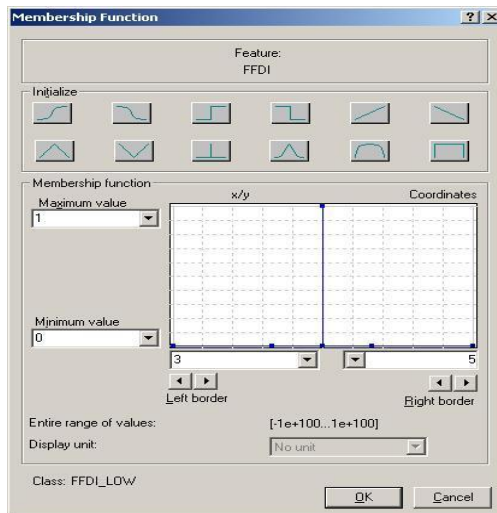 Membership Function
Feature:
FFDI
Initialize
Membership function
x/y
Coordinates
Maximum value
1
Minimum value
0
3
5
Left border
Right border
Entire range of values:
[-1e+100...1e+100]
Display unit:
No unit
Class: FFDI_LOW
OK
Cancel